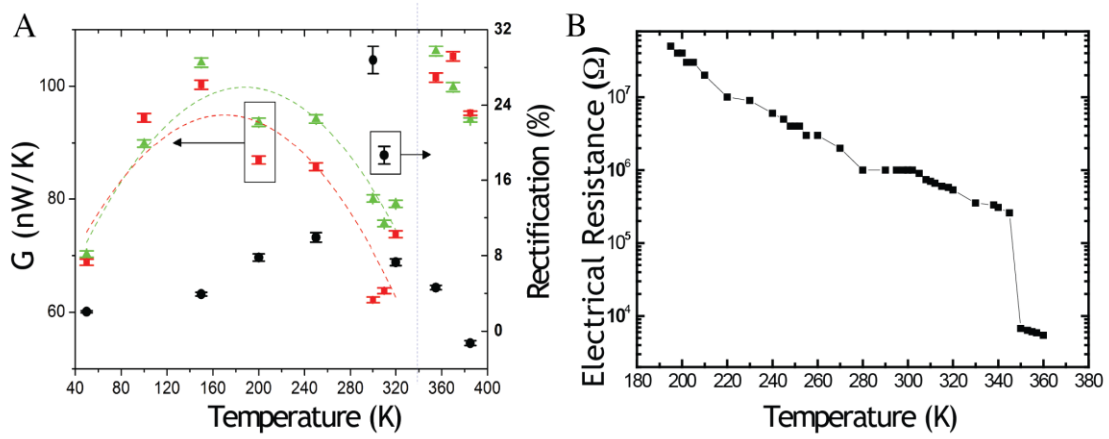 A
G (nW/K)
100
80
60
40 80 120 160 200 240 280 320 360 400
Temperature (K)
32
24
16
8
0
Rectification (%)
B
Electrical Resistance (Ω)
10⁷
10⁶
10⁵
10⁴
180 200 220 240 260 280 300 320 340 360 380
Temperature (K)